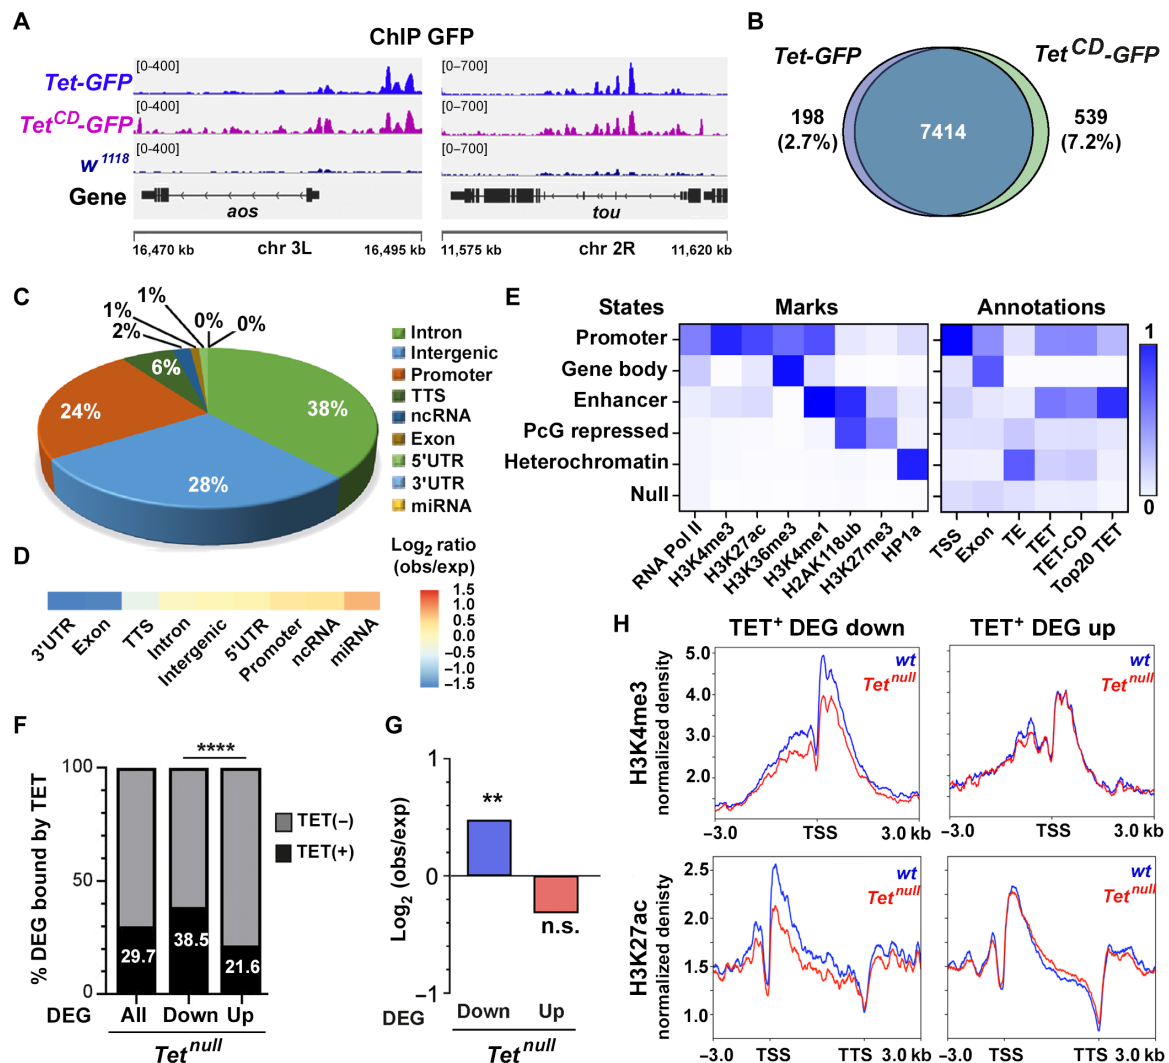 A
ChIP GFP
Tet-GFP
[0-400]
[0–700]
Tet^CD-GFP
[0-400]
[0–700]
w^1118
[0-400]
[0–700]
Gene
aos
tou
16,470 kb
chr 3L
16,495 kb
11,575 kb
chr 2R
11,620 kb
B
Tet-GFP
Tet^CD-GFP
198
(2.7%)
7414
539
(7.2%)
C
1%
1%
2%
0%
0%
6%
24%
38%
28%
Intron
Intergenic
Promoter
TTS
ncRNA
Exon
5'UTR
3'UTR
miRNA
D
Log2 ratio
(obs/exp)
1.5
1.0
0.5
0.0
−0.5
−1.0
−1.5
3'UTR
Exon
TTS
Intron
Intergenic
5'UTR
Promoter
ncRNA
miRNA
E
States
Marks
Annotations
Promoter
Gene body
Enhancer
PcG repressed
Heterochromatin
Null
1
0
RNA Pol II
H3K4me3
H3K27ac
H3K36me3
H3K4me1
H2AK118ub
H3K27me3
HP1a
TSS
Exon
TE
TET
TET-CD
Top20 TET
F
% DEG bound by TET
100
50
0
****
29.7
38.5
21.6
TET(−)
TET(+)
DEG
All
Down
Up
Tet^null
G
Log2 (obs/exp)
1
0
−1
**
n.s.
DEG
Down
Up
Tet^null
H
TET+ DEG down
TET+ DEG up
H3K4me3
normalized density
5.0
4.0
3.0
2.0
wt
Tet^null
wt
Tet^null
−3.0
TSS
3.0 kb
−3.0
TSS
3.0 kb
H3K27ac
normalized denisty
2.5
2.0
1.5
1.0
wt
Tet^null
wt
Tet^null
−3.0
TSS
TTS
3.0 kb
−3.0
TSS
TTS
3.0 kb